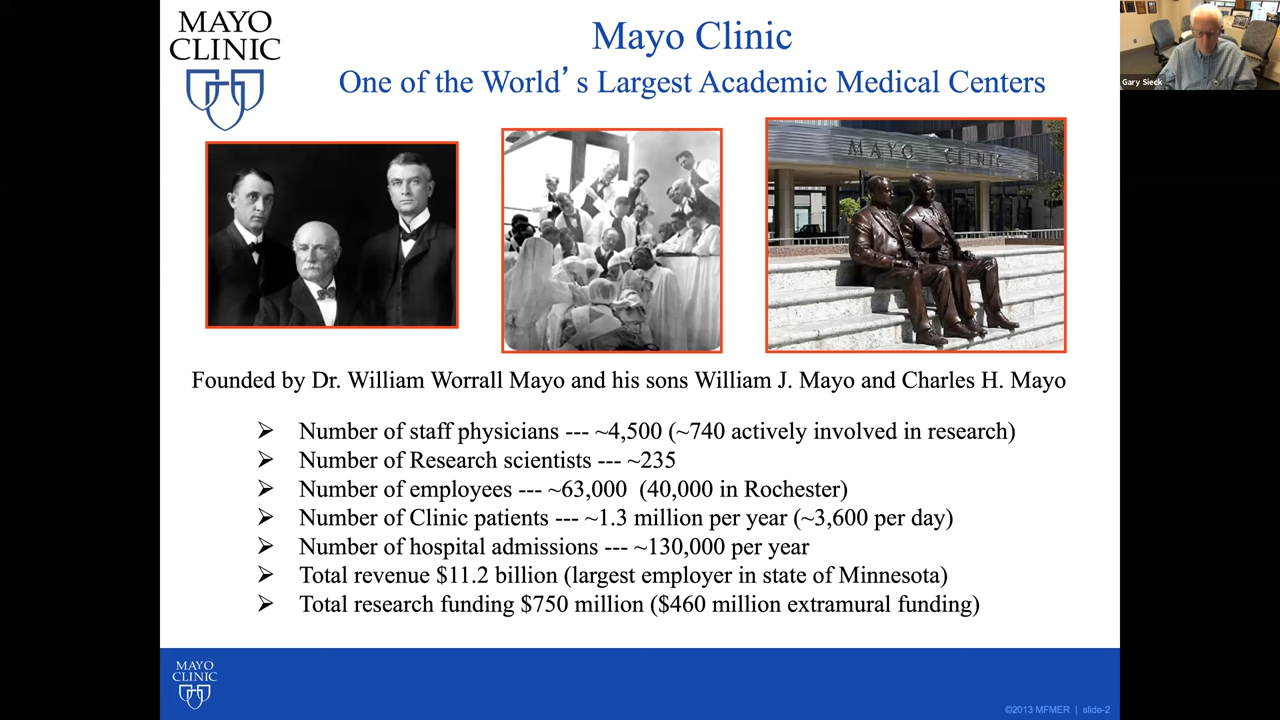 MAYO
CLINIC
Mayo Clinic
One of the World’s Largest Academic Medical Centers
Gary Sieck
MAYO CLINIC
Founded by Dr. William Worrall Mayo and his sons William J. Mayo and Charles H. Mayo
➢ Number of staff physicians --- ~4,500 (~740 actively involved in research)
➢ Number of Research scientists --- ~235
➢ Number of employees --- ~63,000 (40,000 in Rochester)
➢ Number of Clinic patients --- ~1.3 million per year (~3,600 per day)
➢ Number of hospital admissions --- ~130,000 per year
➢ Total revenue $11.2 billion (largest employer in state of Minnesota)
➢ Total research funding $750 million ($460 million extramural funding)
MAYO
CLINIC
©2013 MFMER | slide-2